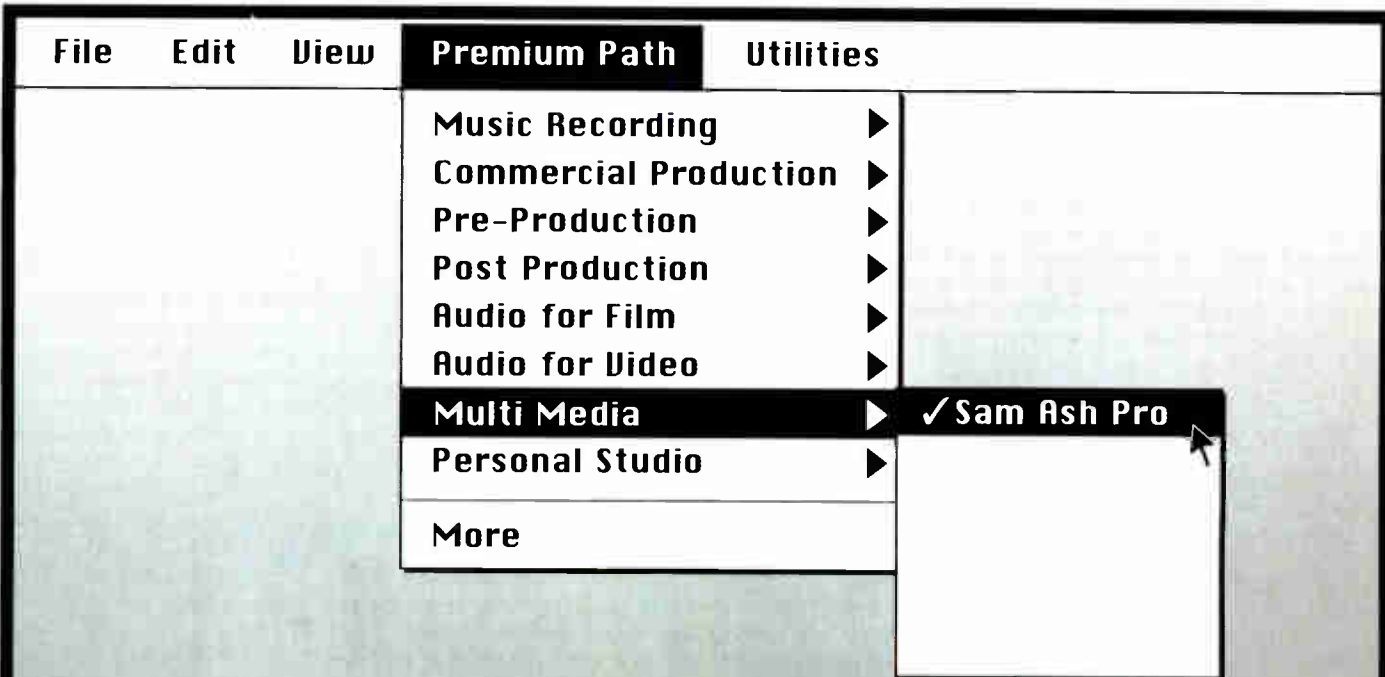 File Edit View Premium Path Utilities
Music Recording
Commercial Production
Pre-Production
Post Production
Audio for Film
Audio for Video
Multi Media ✓Sam Ash Pro
Personal Studio
More